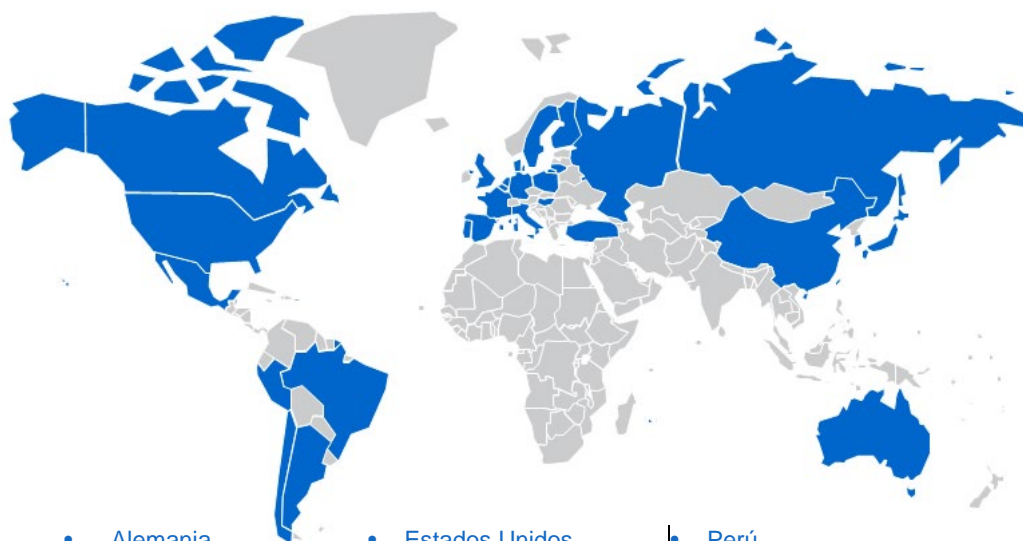 • Alemania
• Estados Unidos
• Perú